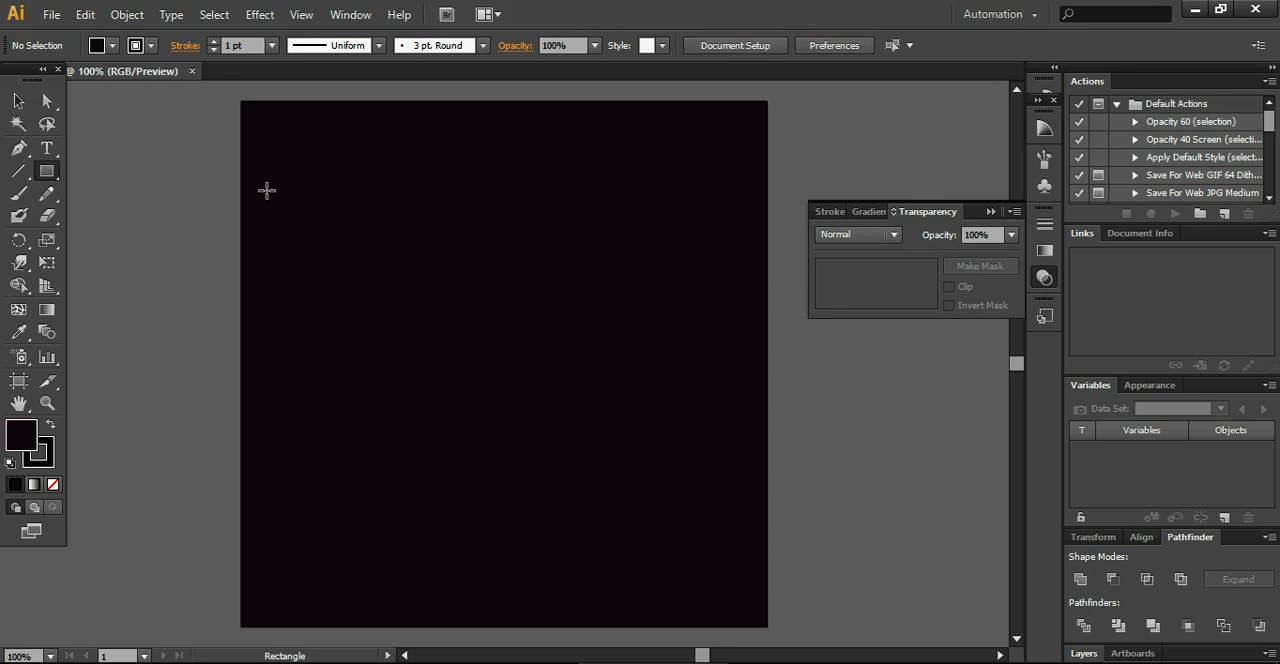 Ai File Edit Object Type Select Effect View Window Help Br Automation
No Selection Stroke: 1 pt Uniform 3 pt. Round Opacity: 100% Style: Document Setup Preferences
@ 100% (RGB/Preview)
Actions
Default Actions
Opacity 60 (selection)
Opacity 40 Screen (selecti...
Apply Default Style (select...
Save For Web GIF 64 Dith...
Save For Web JPG Medium
Stroke Gradien Transparency
Normal Opacity: 100%
Make Mask
Clip
Invert Mask
Links Document Info
Variables Appearance
Data Set:
T Variables Objects
Transform Align Pathfinder
Shape Modes:
Expand
Pathfinders:
Layers Artboards
100% 1 Rectangle